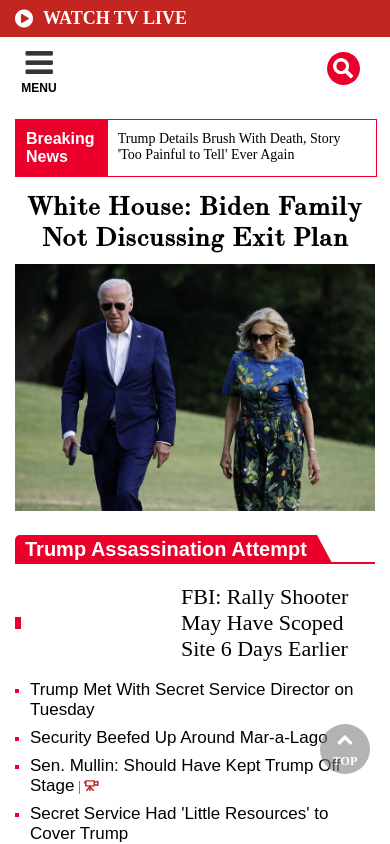 WATCH TV LIVE
MENU
Breaking
News
Trump Details Brush With Death, Story
'Too Painful to Tell' Ever Again
White House: Biden Family
Not Discussing Exit Plan
Trump Assassination Attempt
FBI: Rally Shooter
May Have Scoped
Site 6 Days Earlier
Trump Met With Secret Service Director on
Tuesday
Security Beefed Up Around Mar-a-Lago
Sen. Mullin: Should Have Kept Trump Off
Stage |
TOP
Secret Service Had 'Little Resources' to
Cover Trump